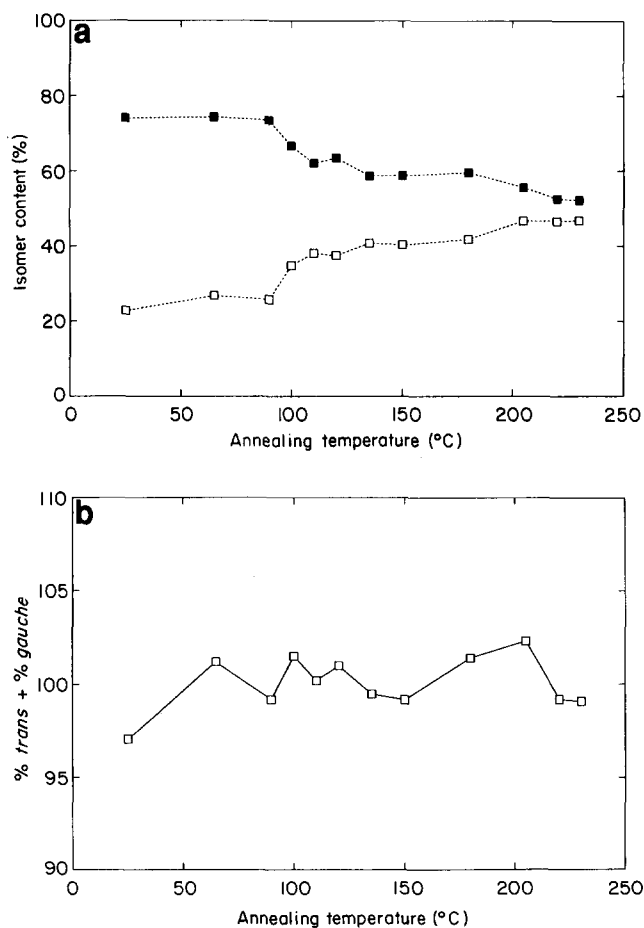 a
100
80
60
40
20
0
Isomer content (%)
0 50 100 150 200 250
Annealing temperature (°C)
b
110
105
100
95
90
% trans + % gauche
0 50 100 150 200 250
Annealing temperature (°C)